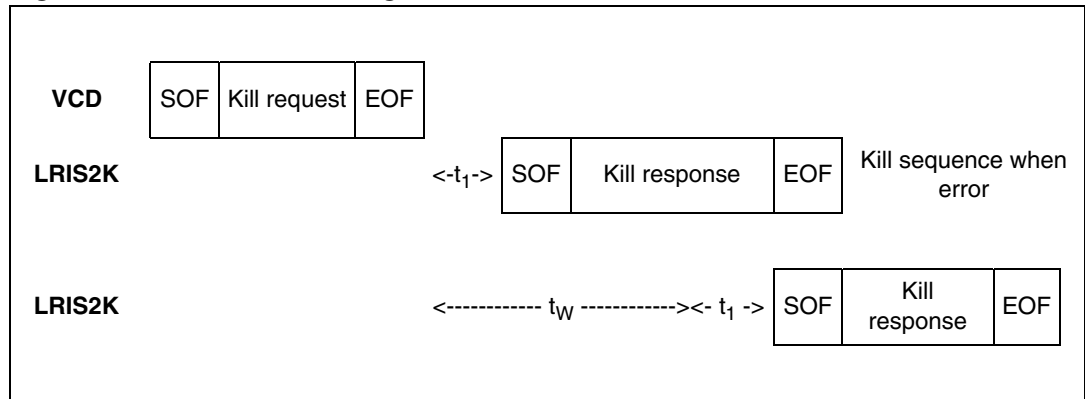 VCD SOF Kill request EOF
LRIS2K <-t1-> SOF Kill response EOF Kill sequence when
error
LRIS2K <------------ tW ------------><- t1 -> SOF Kill
response EOF